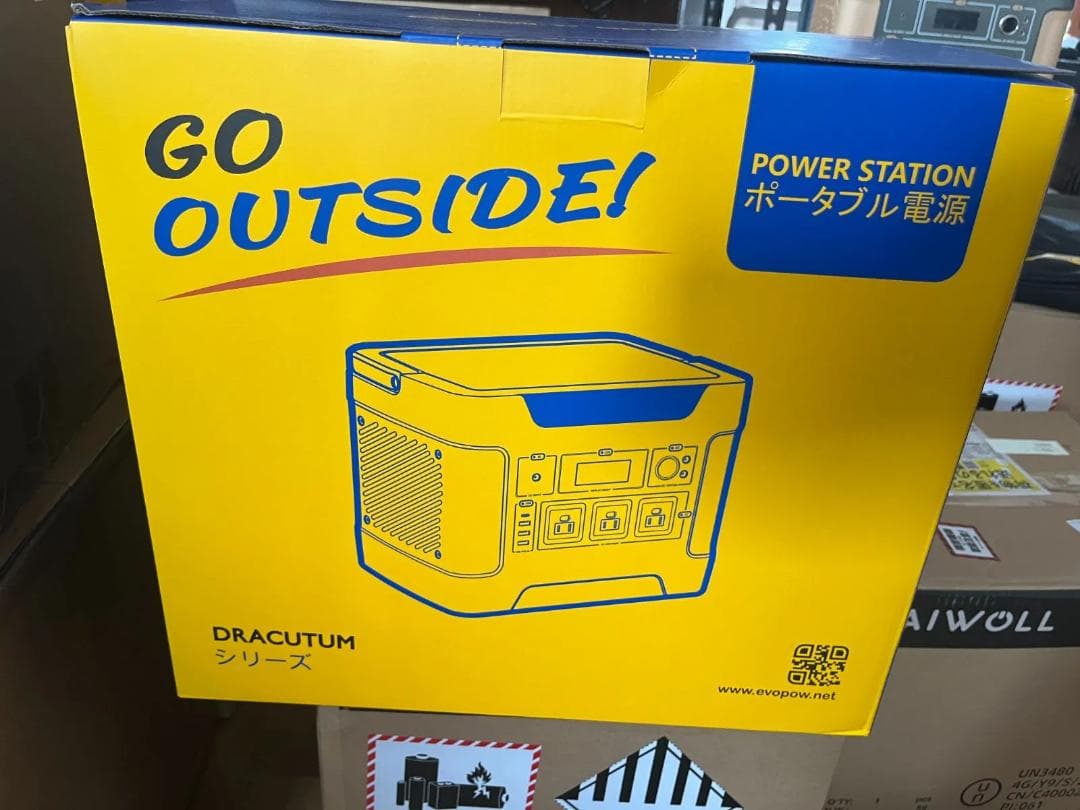 GO
OUTSIDE!
POWER STATION
ポータブル電源
DRACUTUM
シリーズ
www.evopow.net
AIWOLL
UN3480